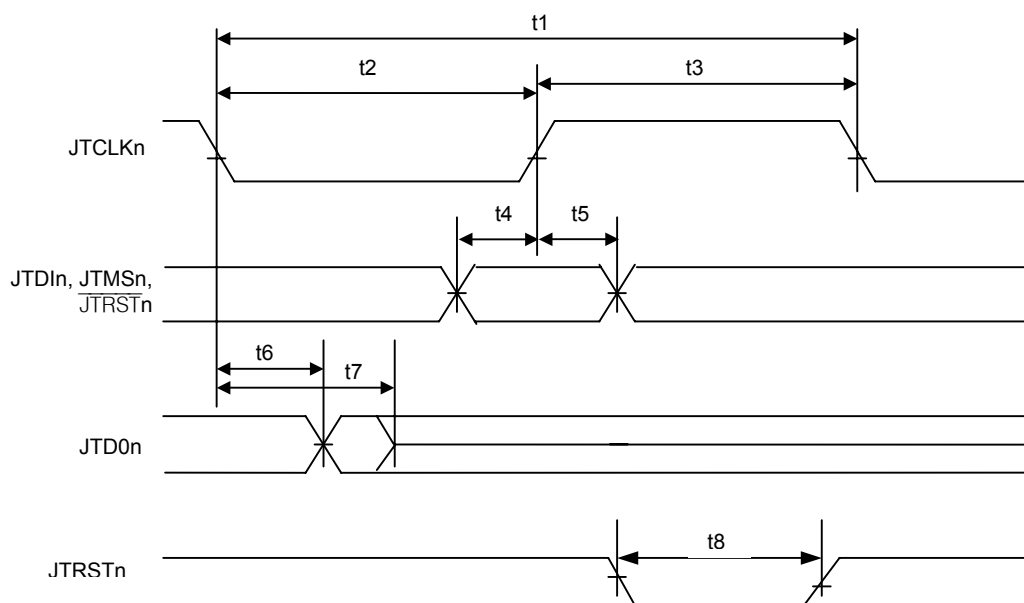 t1
t2
t3
JTCLKn
t4
t5
JTDIn, JTMSn,
JTRSTn
t6
t7
JTD0n
t8
JTRSTn